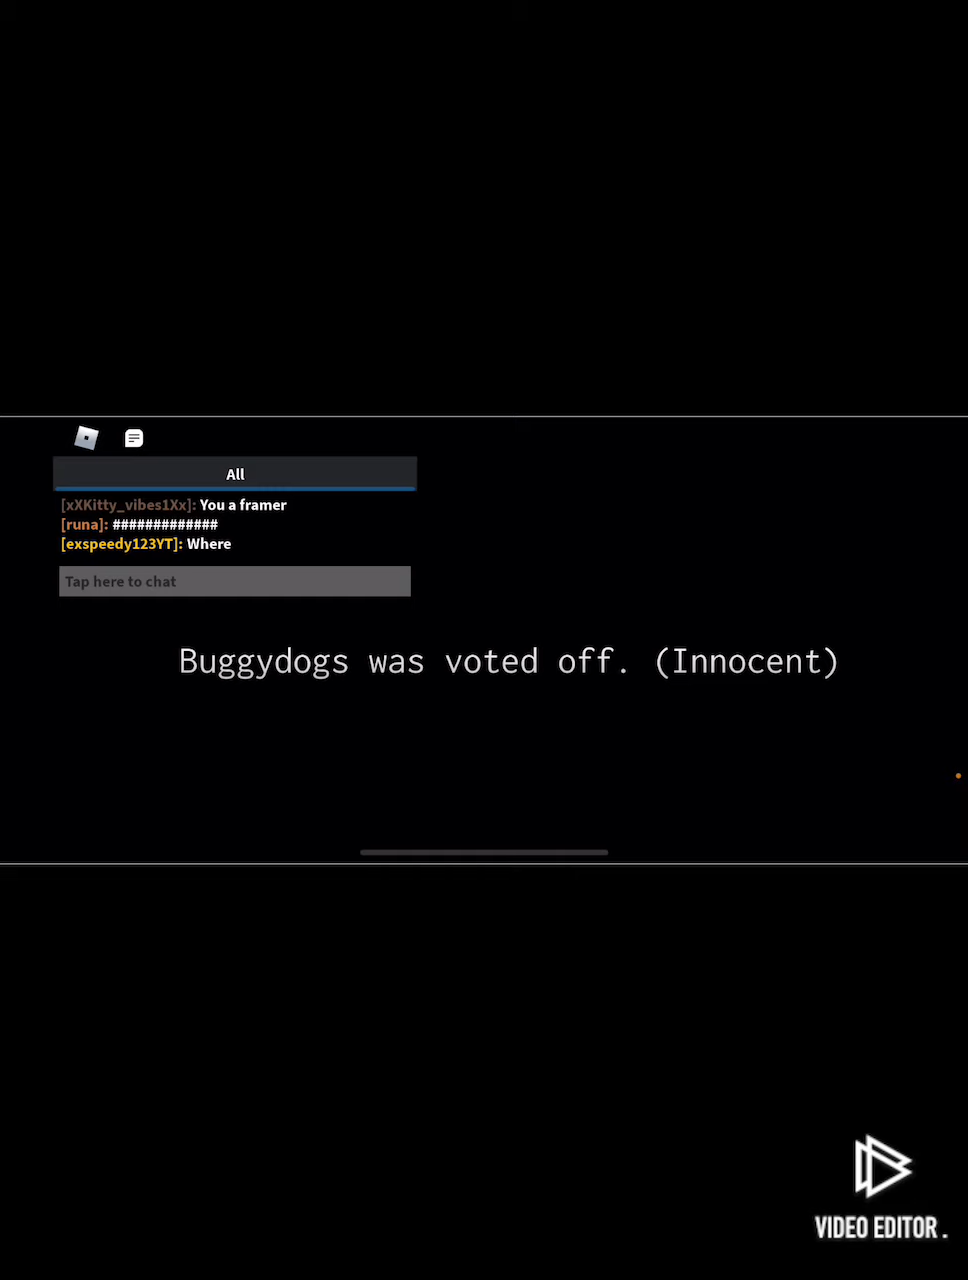 All
[xXKitty_vibes1Xx]: You a framer
[runa]: #############
[exspeedy123YT]: Where
Tap here to chat
Buggydogs was voted off. (Innocent)
VIDEO EDITOR .